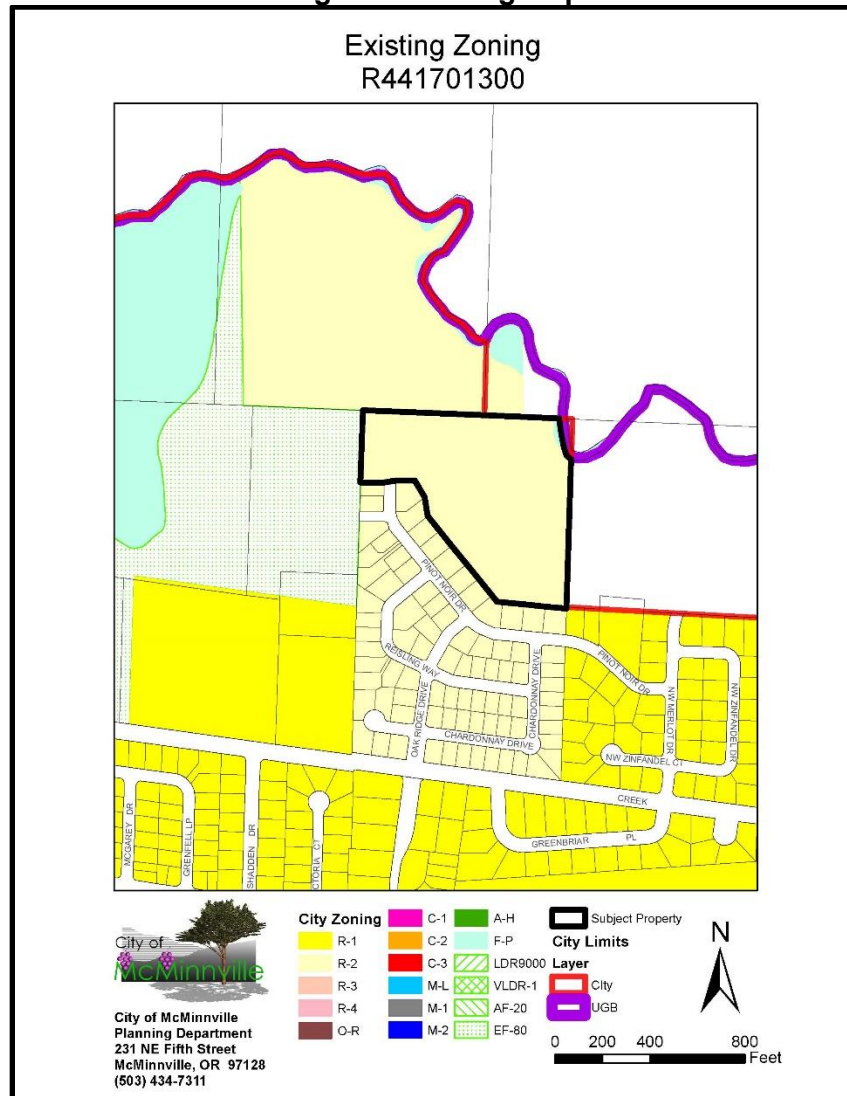 Existing Zoning
R441701300
PINOT NOIR DR
REISLING WAY
CHARDONNAY DRIVE
OAK RIDGE DRIVE
CHARDONNAY DRIVE
PINOT NOIR DR
NW MERLOT DR
NW ZINFANDEL DR
NW ZINFANDEL CT
CREEK
GREENBRIAR PL
MCGAREY DR
GRENFELL LP
SHADDEN DR
CTORIA CT
City of
McMinnville
City of McMinnville
Planning Department
231 NE Fifth Street
McMinnville, OR 97128
(503) 434-7311
City Zoning
R-1
R-2
R-3
R-4
O-R
C-1
C-2
C-3
M-L
M-1
M-2
A-H
F-P
LDR9000
VLDR-1
AF-20
EF-80
Subject Property
City Limits
Layer
City
UGB
N
0 200 400 800
Feet